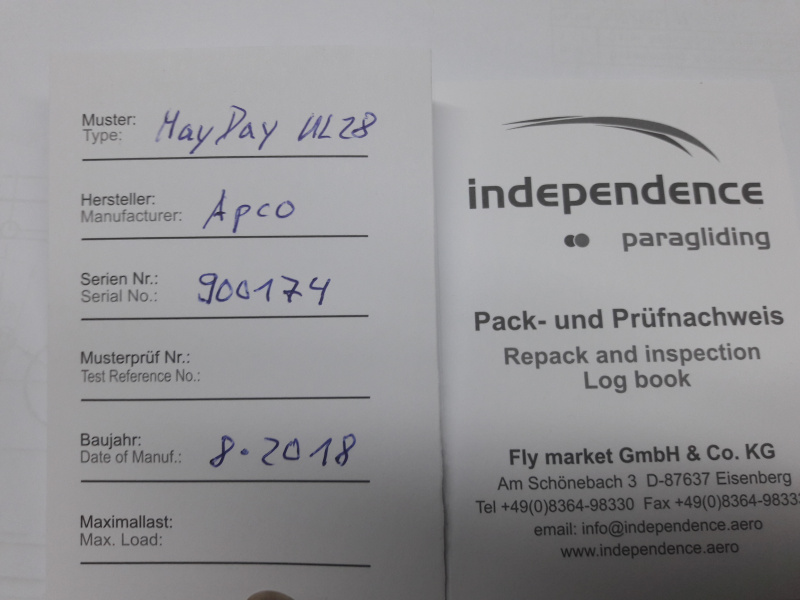 Muster:
Type: MayDay UL28
Hersteller:
Manufacturer: Apco
Serien Nr.:
Serial No.: 900174
Musterprüf Nr.:
Test Reference No.:
Baujahr:
Date of Manuf.: 8.2018
Maximallast:
Max. Load:
independence
paragliding
Pack- und Prüfnachweis
Repack and inspection
Log book
Fly market GmbH & Co. KG
Am Schönebach 3 D-87637 Eisenberg
Tel +49(0)8364-98330 Fax +49(0)8364-98333
email: info@independence.aero
www.independence.aero